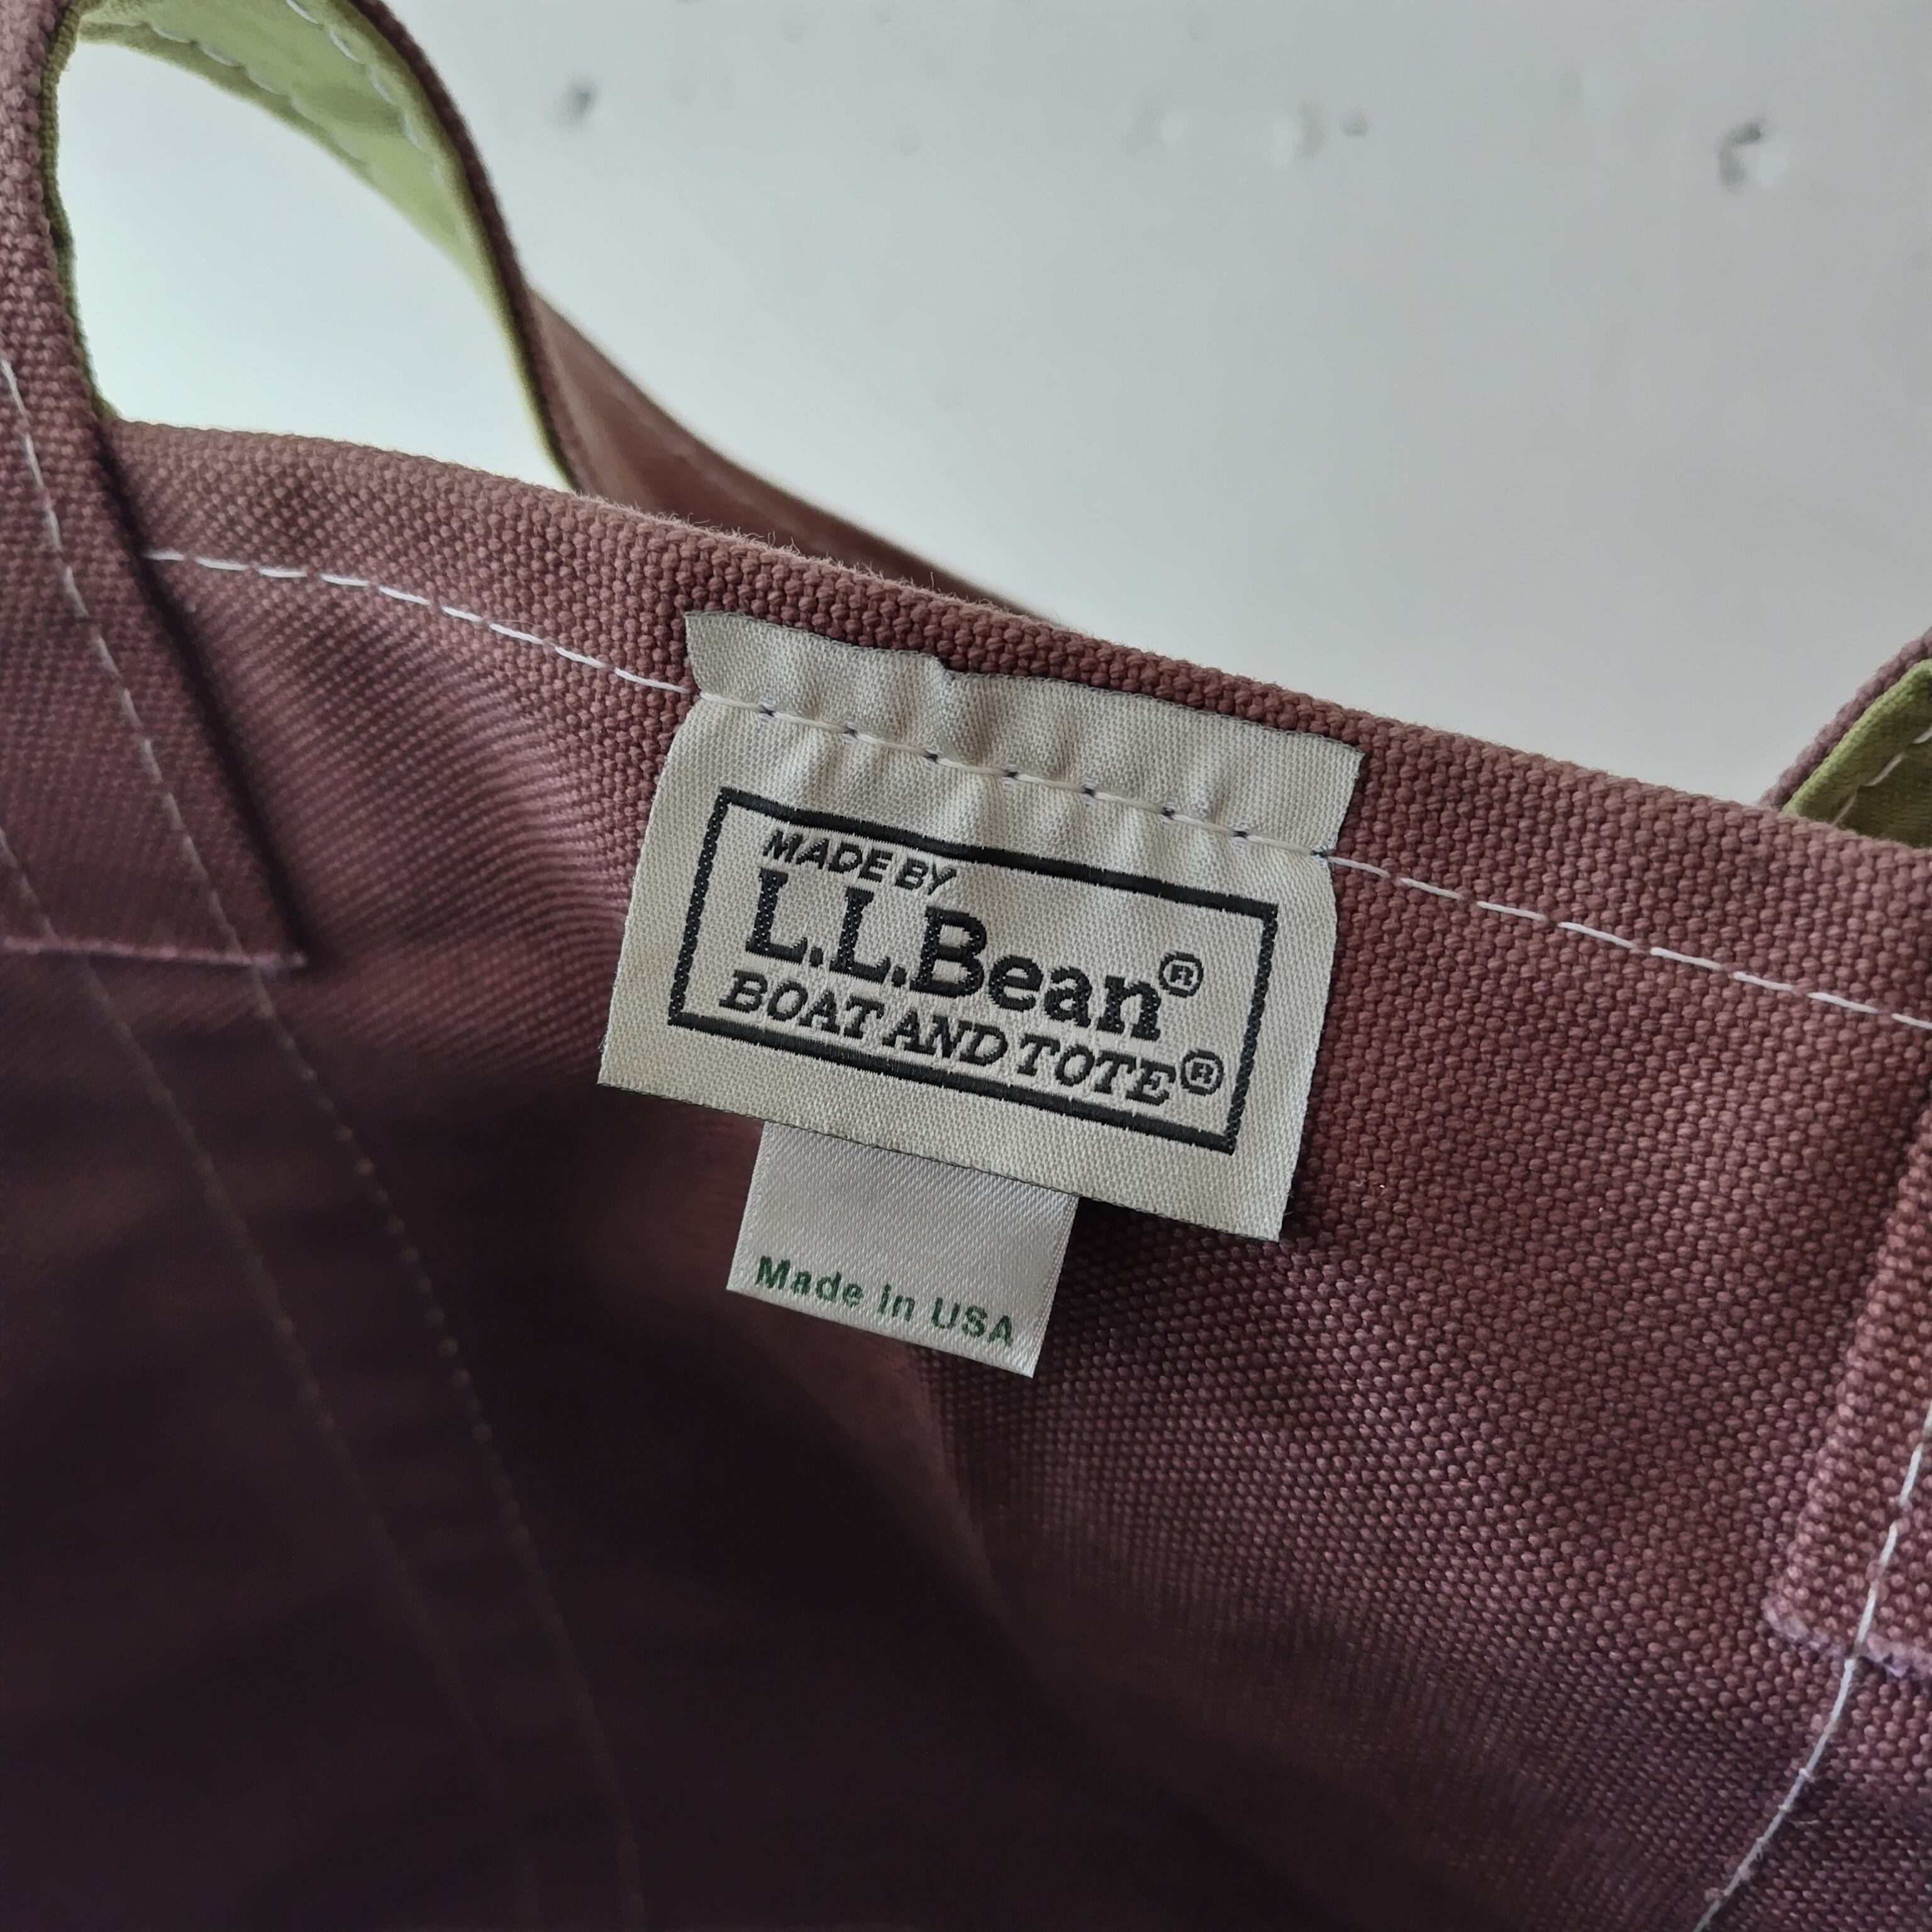 MADE BY
L.L.Bean®
BOAT AND TOTE®
Made in USA